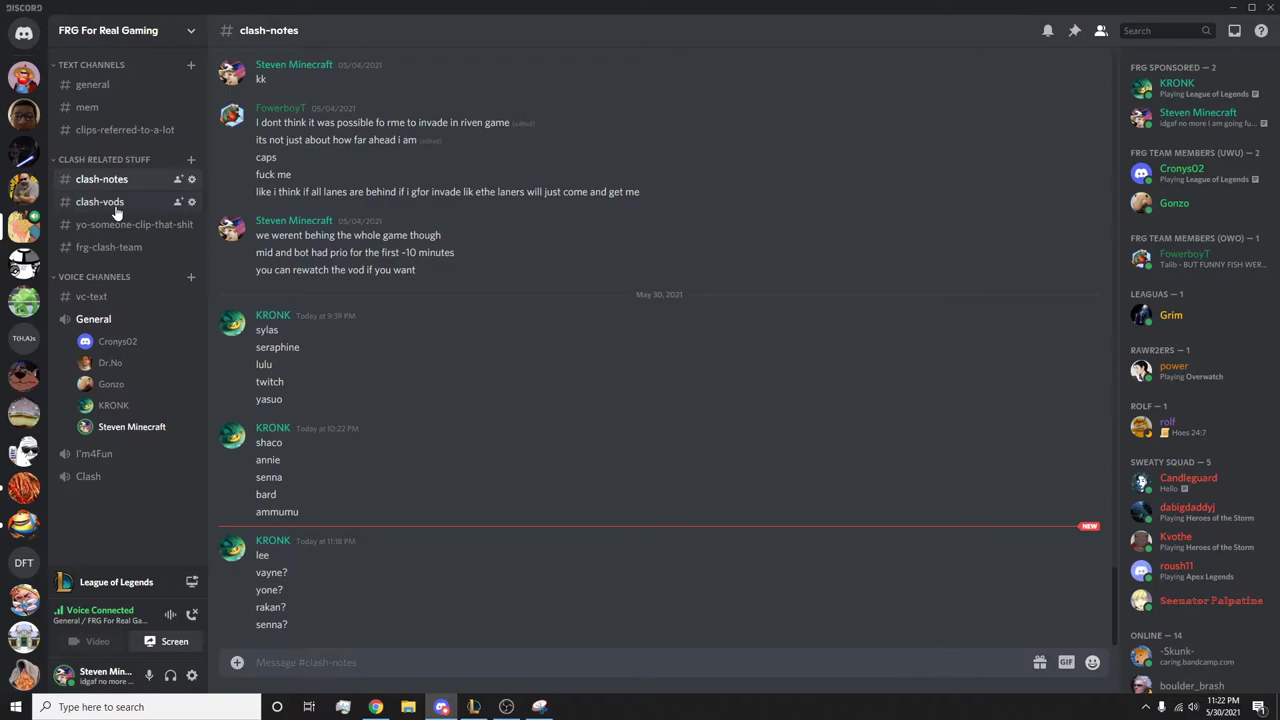 FRG For Real Gaming
TEXT CHANNELS
# general
# mem
# clips-referred-to-a-lot
CLASH RELATED STUFF
# clash-notes
# clash-vods
# yo-someone-clip-that-shit
# frg-clash-team
VOICE CHANNELS
# vc-text
General
Cronys02
Dr.No
Gonzo
KRONK
Steven Minecraft
I'm4Fun
Clash
T(H,A)s
DFT
League of Legends
Voice Connected
General / FRG For Real Ga...
Video
Screen
Steven Min...
idgaf no more ...
# clash-notes
Search
Steven Minecraft 05/04/2021
kk
FowerboyT 05/04/2021
I dont think it was possible fo rme to invade in riven game (edited)
its not just about how far ahead i am (edited)
caps
fuck me
like i think if all lanes are behind if i gfor invade lik ethe laners will just come and get me
Steven Minecraft 05/04/2021
we werent behing the whole game though
mid and bot had prio for the first ~10 minutes
you can rewatch the vod if you want
May 30, 2021
KRONK Today at 9:39 PM
sylas
seraphine
lulu
twitch
yasuo
KRONK Today at 10:22 PM
shaco
annie
senna
bard
ammumu
NEW
KRONK Today at 11:18 PM
lee
vayne?
yone?
rakan?
senna?
Message #clash-notes
GIF
FRG SPONSORED — 2
KRONK
Playing League of Legends
Steven Minecraft
idgaf no more I am going fu...
FRG TEAM MEMBERS (UWU) — 2
Cronys02
Playing League of Legends
Gonzo
FRG TEAM MEMBERS (OWO) — 1
FowerboyT
Talib - BUT FUNNY FISH WER...
LEAGUAS — 1
Grim
RAWR2ERS — 1
power
Playing Overwatch
ROLF — 1
rolf
Hoes 24:7
SWEATY SQUAD — 5
Candleguard
Hello
dabigdaddyj
Playing Heroes of the Storm
Kvothe
Playing Heroes of the Storm
roush11
Playing Apex Legends
Seenator Palpatine
ONLINE — 14
-Skunk-
caring.bandcamp.com
boulder_brash
Type here to search
11:22 PM
5/30/2021